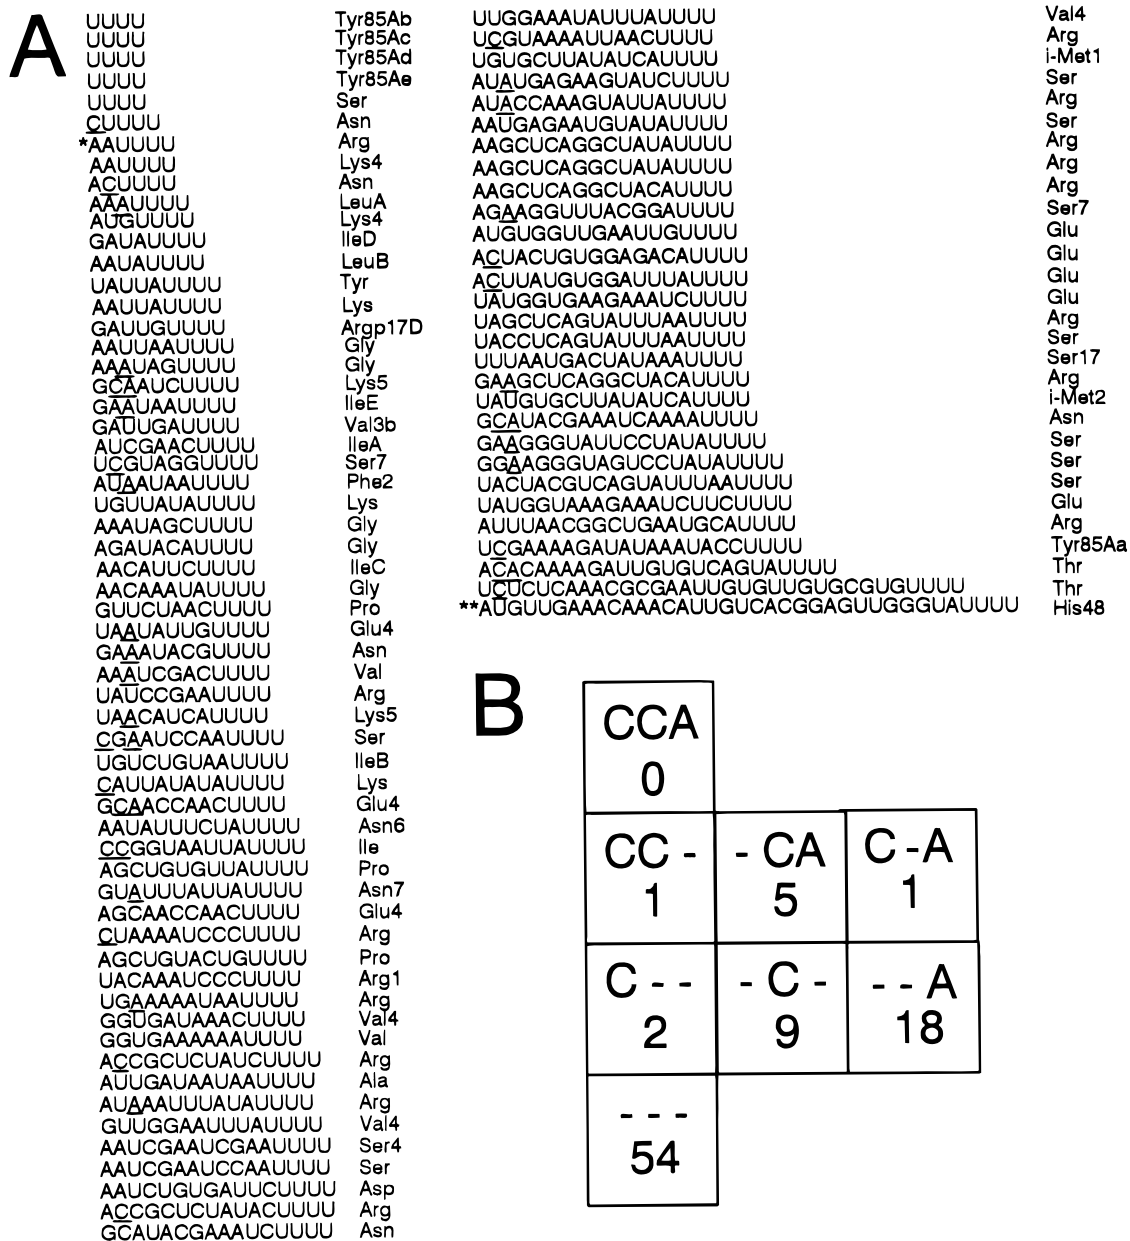 A
UUUU Tyr85Ab
UUUU Tyr85Ac
UUUU Tyr85Ad
UUUU Tyr85Ae
UUUU Ser
CUUUU Asn
*AAUUUU Arg
AAUUUU Lys4
ACUUUU Asn
AAAUUUU LeuA
AUGUUUU Lys4
GAUAUUUU IleD
AAUAUUUU LeuB
UAUUAUUUU Tyr
AAUUAUUUU Lys
GAUUGUUUU Argp17D
AAUUAAUUUU Gly
AAAUAGUUUU Gly
GCAAUCUUUU Lys5
GAAUAAUUUU IleE
GAUUGAUUUU Val3b
AUCGAACUUUU IleA
UCGUAGGUUUU Ser7
AUAAUAAUUUU Phe2
UGUUAUAUUUU Lys
AAAUAGCUUUU Gly
AGAUACAUUUU Gly
AACAUUCUUUU IleC
AACAAAUAUUUU Gly
GUUCUAACUUUU Pro
UAAUAUUGUUUU Glu4
GAAAUACGUUUU Asn
AAAUCGACUUUU Val
UAUCCGAAUUUU Arg
UAACAUCAUUUU Lys5
CGAAUCCAAUUUU Ser
UGUCUGUAAUUUU IleB
CAUUAUAUAUUUU Lys
GCAACCAACUUUU Glu4
AAUAUUUCUAUUUU Asn6
CCGGUAAUUAUUUU Ile
AGCUGUGUUAUUUU Pro
GUAUUUAUUAUUUU Asn7
AGCAACCAACUUUU Glu4
CUAAAAUCCCUUUU Arg
AGCUGUACUGUUUU Pro
UACAAAUCCCUUUU Arg1
UGAAAAAUAAUUUU Arg
GGUGAUAAACUUUU Val4
GGUGAAAAAAUUUU Val
ACCGCUCUAUCUUUU Arg
AUUGAUAAUAAUUUU Ala
AUAAAUUUAUAUUUU Arg
GUUGGAAUUUAUUUU Val4
AAUCGAAUCGAAUUUU Ser4
AAUCGAAUCCAAUUUU Ser
AAUCUGUGAUUCUUUU Asp
ACCGCUCUAUACUUUU Arg
GCAUACGAAAUCUUUU Asn
UUGGAAAUAUUUAUUUU Val4
UCGUAAAAUUAACUUUU Arg
UGUGCUUAUAUCAUUUU i-Met1
AUAUGAGAAGUAUCUUUU Ser
AUACCAAAGUAUUAUUUU Arg
AAUGAGAAUGUAUAUUUU Ser
AAGCUCAGGCUAUAUUUU Arg
AAGCUCAGGCUAUAUUUU Arg
AAGCUCAGGCUACAUUUU Arg
AGAAGGUUUACGGAUUUU Ser7
AUGUGGUUGAAUUGUUUU Glu
ACUACUGUGGAGACAUUUU Glu
ACUUAUGUGGAUUUAUUUU Glu
UAUGGUGAAGAAAUCUUUU Glu
UAGCUCAGUAUUUAAUUUU Arg
UACCUCAGUAUUUAAUUUU Ser
UUUAAUGACUAUAAAUUUU Ser17
GAAGCUCAGGCUACAUUUU Arg
UAUGUGCUUAUAUCAUUUU i-Met2
GCAUACGAAAUCAAAAUUUU Asn
GAAGGGUAUUCCUAUAUUUU Ser
GGAAGGGUAGUCCUAUAUUUU Ser
UACUACGUCAGUAUUUAAUUUU Ser
UAUGGUAAAGAAAUCUUCUUUU Glu
AUUUAACGGCUGAAUGCAUUUU Arg
UCGAAAAGAUAUAAAUACCUUUU Tyr85Aa
ACACAAAAGAUUGUGUCAGUAUUUU Thr
UCUCUCAAACGCGAAUUGUGUUGUGCGUGUUUU Thr
**AUGUUGAAACAAACAUUGUCACGGAGUUGGGUAUUUU His48
B
CCA
0
CC - - CA C - A
1 5 1
C - - - C - - - A
2 9 18
- - -
54